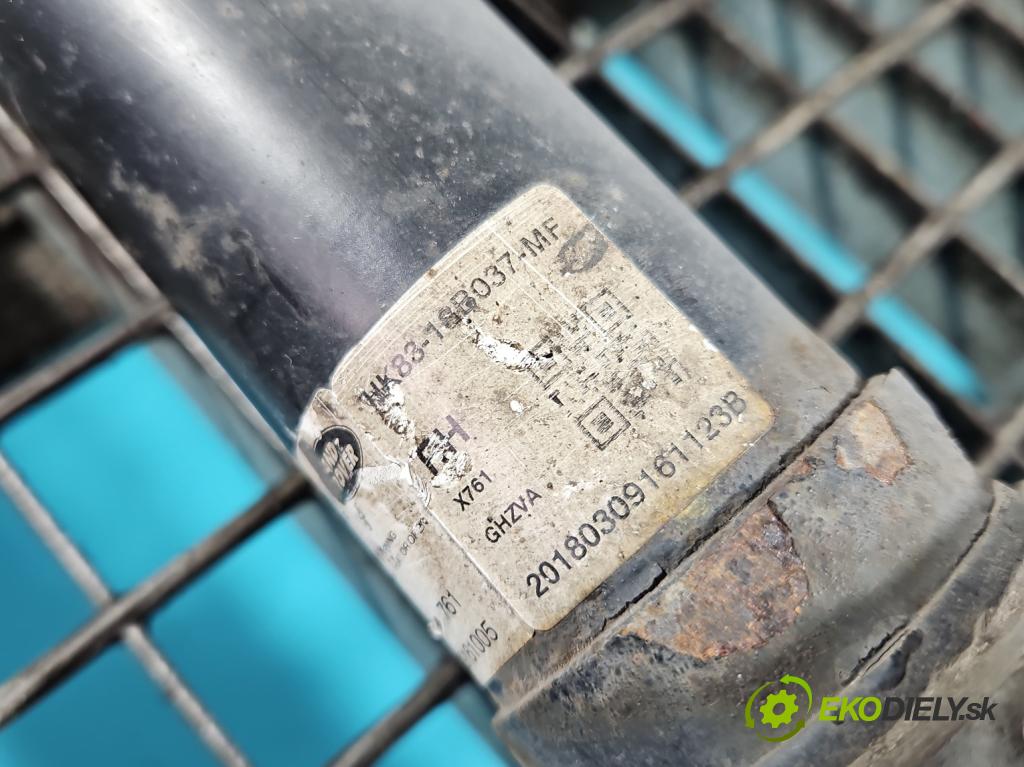 HK83-18B037-MF
RH
X761
GHZVA
20180309161123B
761
EKODIELY.sk